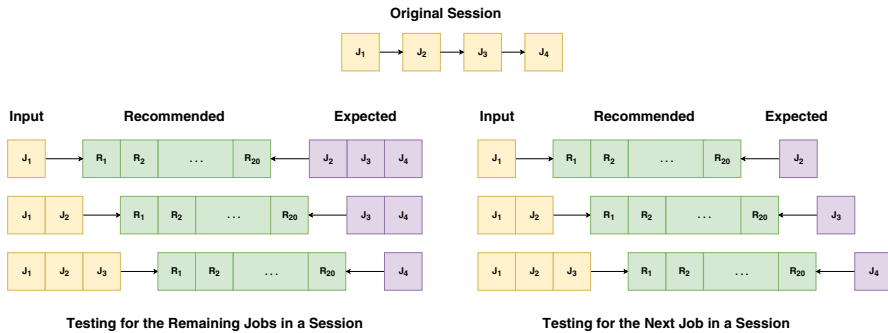 Original Session
J1 J2 J3 J4
Input Recommended Expected
J1 R1 R2 ... R20 J2 J3 J4
J1 J2 R1 R2 ... R20 J3 J4
J1 J2 J3 R1 R2 ... R20 J4
Testing for the Remaining Jobs in a Session
Input Recommended Expected
J1 R1 R2 ... R20 J2
J1 J2 R1 R2 ... R20 J3
J1 J2 J3 R1 R2 ... R20 J4
Testing for the Next Job in a Session